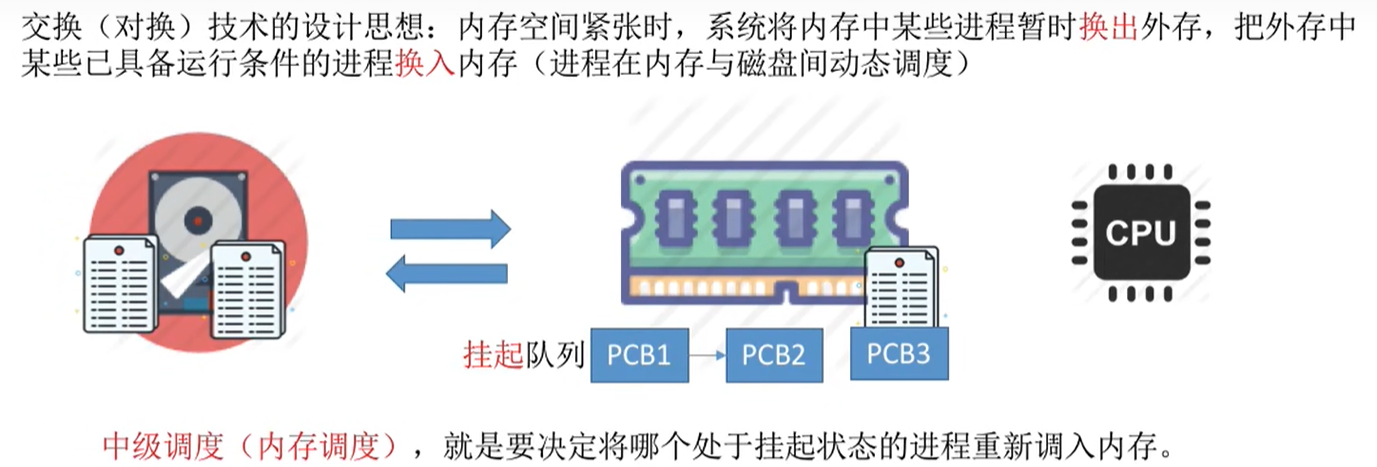 交换（对换）技术的设计思想：内存空间紧张时，系统将内存中某些进程暂时换出外存，把外存中
某些已具备运行条件的进程换入内存（进程在内存与磁盘间动态调度）
CPU
挂起队列 PCB1 PCB2 PCB3
中级调度（内存调度），就是要决定将哪个处于挂起状态的进程重新调入内存。